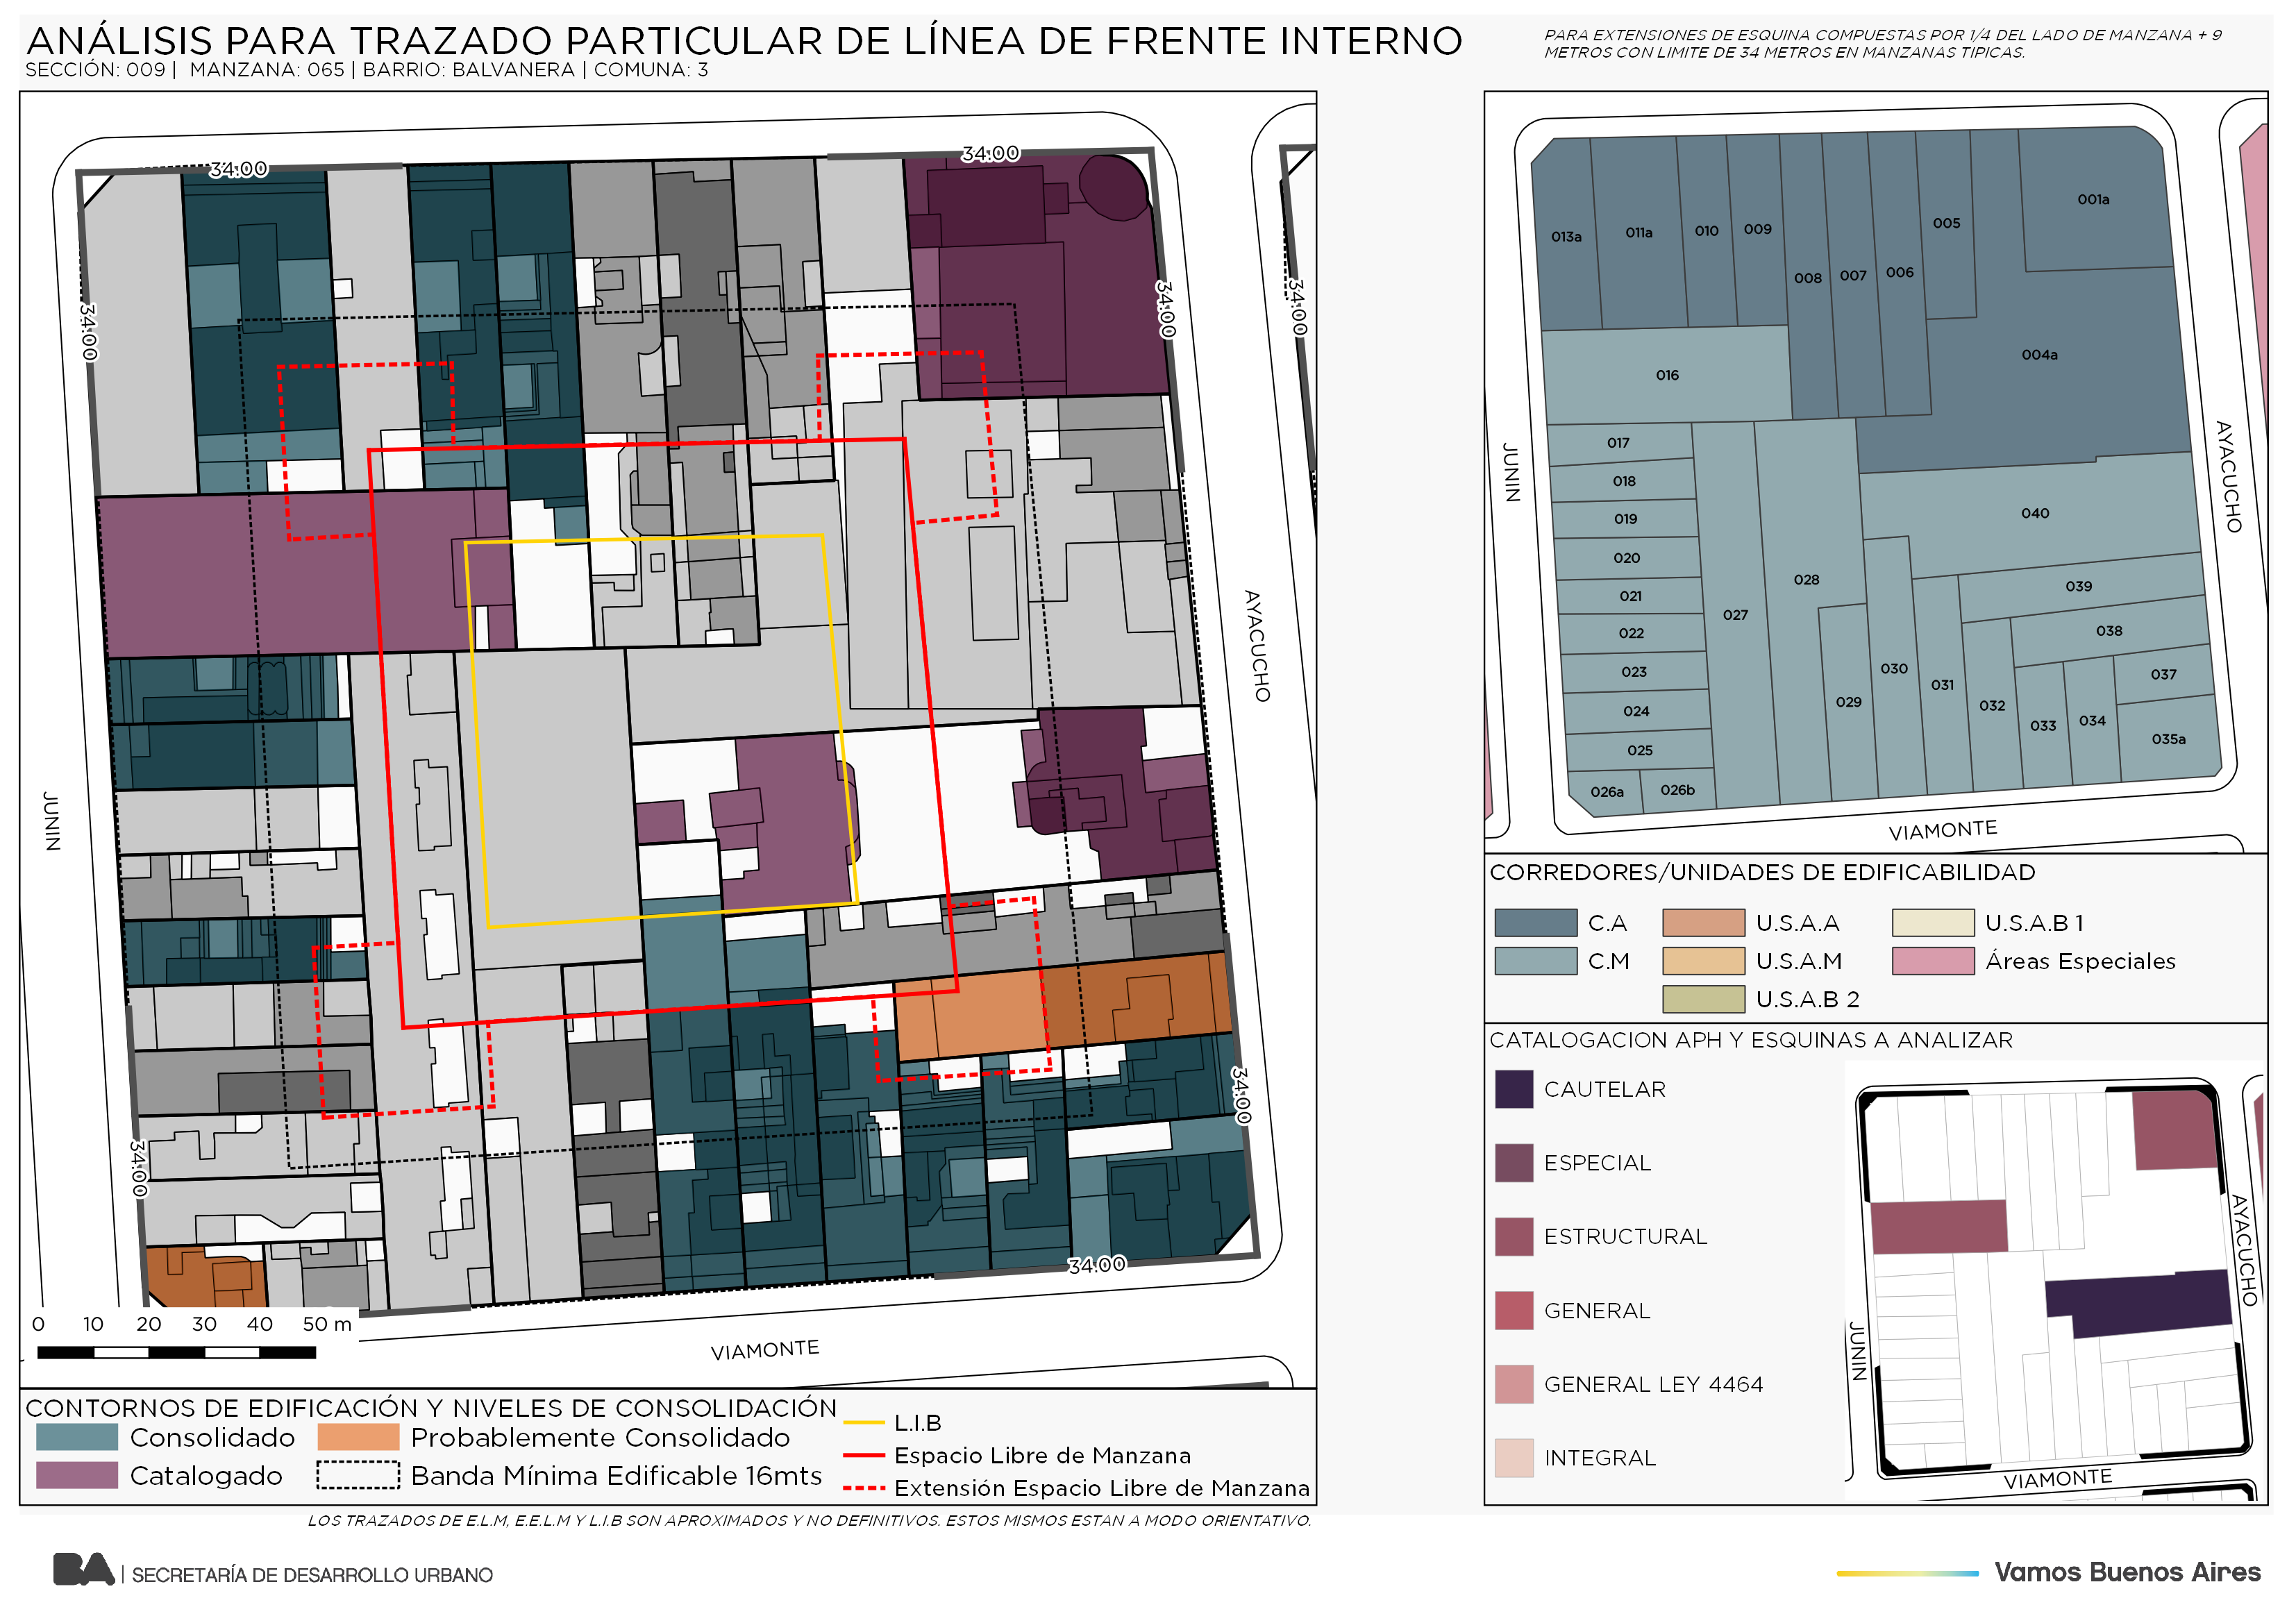 ANÁLISIS PARA TRAZADO PARTICULAR DE LÍNEA DE FRENTE INTERNO
SECCIÓN: 009 | MANZANA: 065 | BARRIO: BALVANERA | COMUNA: 3
PARA EXTENSIONES DE ESQUINA COMPUESTAS POR 1/4 DEL LADO DE MANZANA + 9
METROS CON LIMITE DE 34 METROS EN MANZANAS TIPICAS.
34.00
34.00
34.00
34.00
34.00
AYACUCHO
JUNIN
34.00
34.00
34.00
VIAMONTE
0 10 20 30 40 50 m
CONTORNOS DE EDIFICACIÓN Y NIVELES DE CONSOLIDACIÓN
Consolidado
Probablemente Consolidado
Catalogado
Banda Mínima Edificable 16mts
L.I.B
Espacio Libre de Manzana
Extensión Espacio Libre de Manzana
013a
011a
010
009
008
007
006
005
001a
004a
016
017
018
019
020
021
022
023
024
025
026a
026b
027
028
029
030
031
032
033
034
035a
037
038
039
040
JUNIN
AYACUCHO
VIAMONTE
CORREDORES/UNIDADES DE EDIFICABILIDAD
C.A
U.S.A.A
U.S.A.B 1
C.M
U.S.A.M
Áreas Especiales
U.S.A.B 2
CATALOGACION APH Y ESQUINAS A ANALIZAR
CAUTELAR
ESPECIAL
ESTRUCTURAL
GENERAL
GENERAL LEY 4464
INTEGRAL
AYACUCHO
JUNIN
VIAMONTE
LOS TRAZADOS DE E.L.M, E.E.L.M Y L.I.B SON APROXIMADOS Y NO DEFINITIVOS. ESTOS MISMOS ESTAN A MODO ORIENTATIVO.
BA | SECRETARÍA DE DESARROLLO URBANO
Vamos Buenos Aires